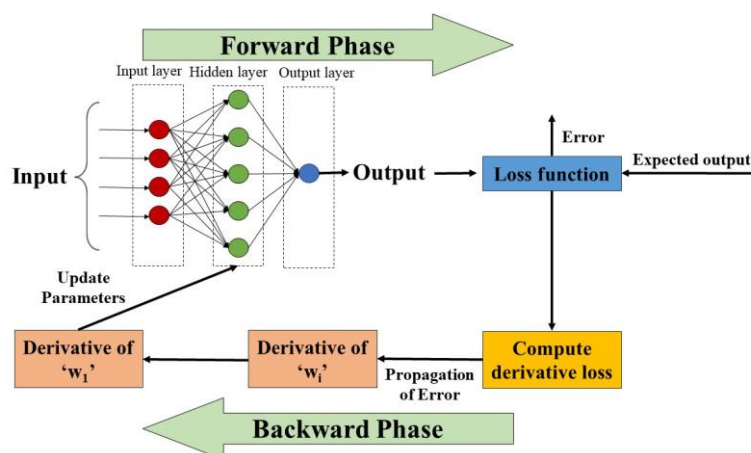 Forward Phase
Input layer
Hidden layer
Output layer
Input
Output
Error
Loss function
Expected output
Update
Parameters
Derivative of
‘w1’
Derivative of
‘wi’
Propagation
of Error
Compute
derivative loss
Backward Phase